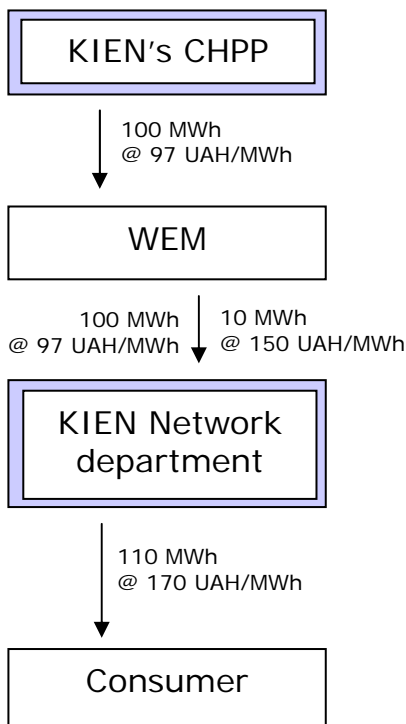 KIEN's CHPP
100 MWh
@ 97 UAH/MWh
WEM
100 MWh
@ 97 UAH/MWh
10 MWh
@ 150 UAH/MWh
KIEN Network
department
110 MWh
@ 170 UAH/MWh
Consumer